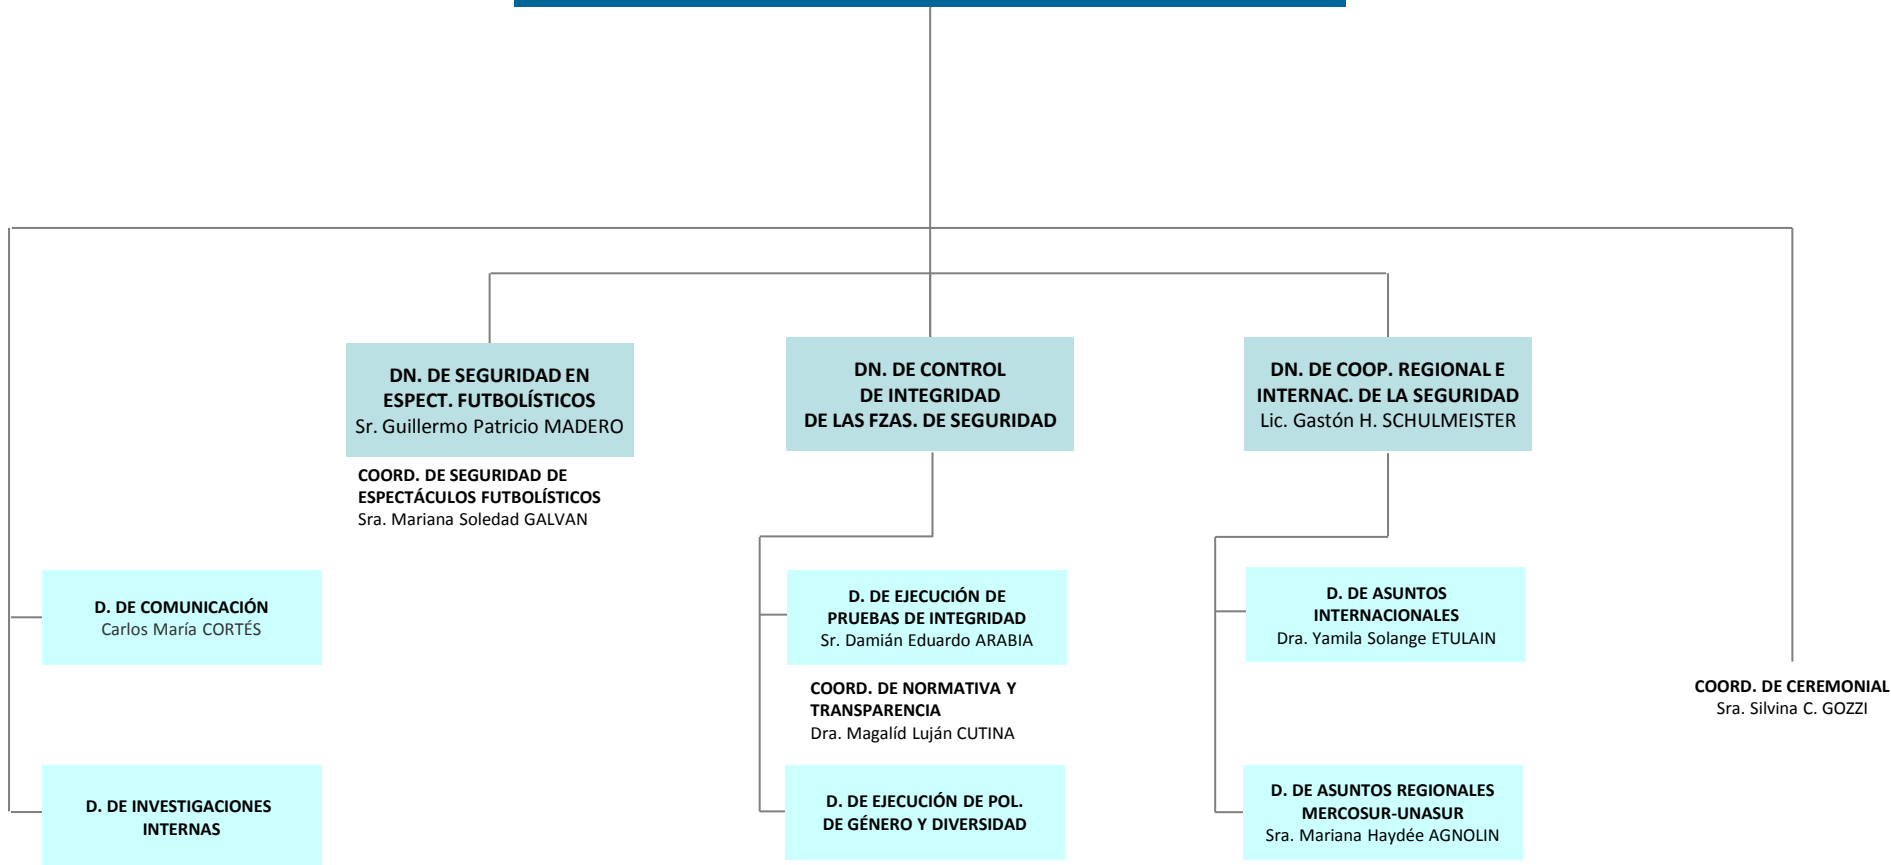 DN. DE SEGURIDAD EN
ESPECT. FUTBOLÍSTICOS
Sr. Guillermo Patricio MADERO
COORD. DE SEGURIDAD DE
ESPECTÁCULOS FUTBOLÍSTICOS
Sra. Mariana Soledad GALVAN
DN. DE CONTROL
DE INTEGRIDAD
DE LAS FZAS. DE SEGURIDAD
DN. DE COOP. REGIONAL E
INTERNAC. DE LA SEGURIDAD
Lic. Gastón H. SCHULMEISTER
D. DE COMUNICACIÓN
Carlos María CORTÉS
D. DE EJECUCIÓN DE
PRUEBAS DE INTEGRIDAD
Sr. Damián Eduardo ARABIA
COORD. DE NORMATIVA Y
TRANSPARENCIA
Dra. Magalíd Luján CUTINA
D. DE ASUNTOS
INTERNACIONALES
Dra. Yamila Solange ETULAIN
COORD. DE CEREMONIAL
Sra. Silvina C. GOZZI
D. DE INVESTIGACIONES
INTERNAS
D. DE EJECUCIÓN DE POL.
DE GÉNERO Y DIVERSIDAD
D. DE ASUNTOS REGIONALES
MERCOSUR-UNASUR
Sra. Mariana Haydée AGNOLIN